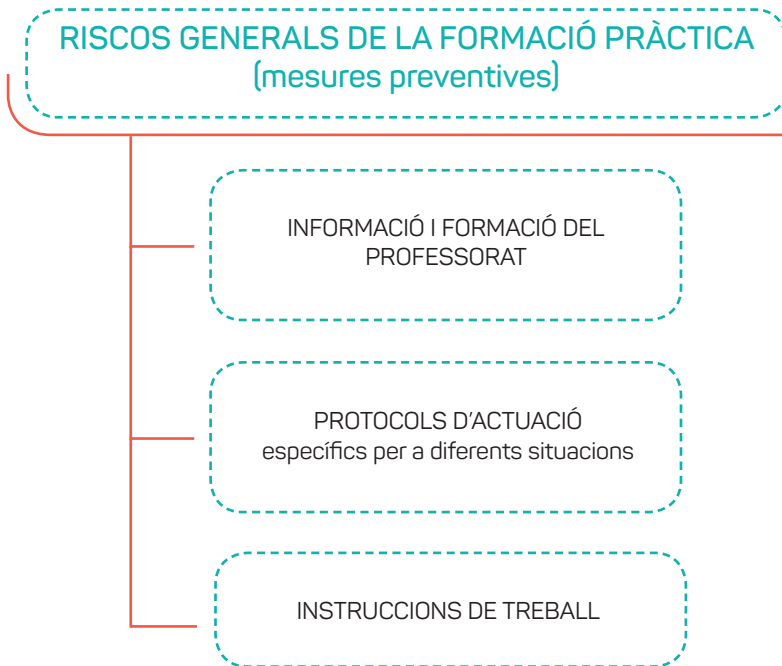 RISCOS GENERALS DE LA FORMACIÓ PRÀCTICA
(mesures preventives)
INFORMACIÓ I FORMACIÓ DEL
PROFESSORAT
PROTOCOLS D'ACTUACIÓ
específics per a diferents situacions
INSTRUCCIONS DE TREBALL